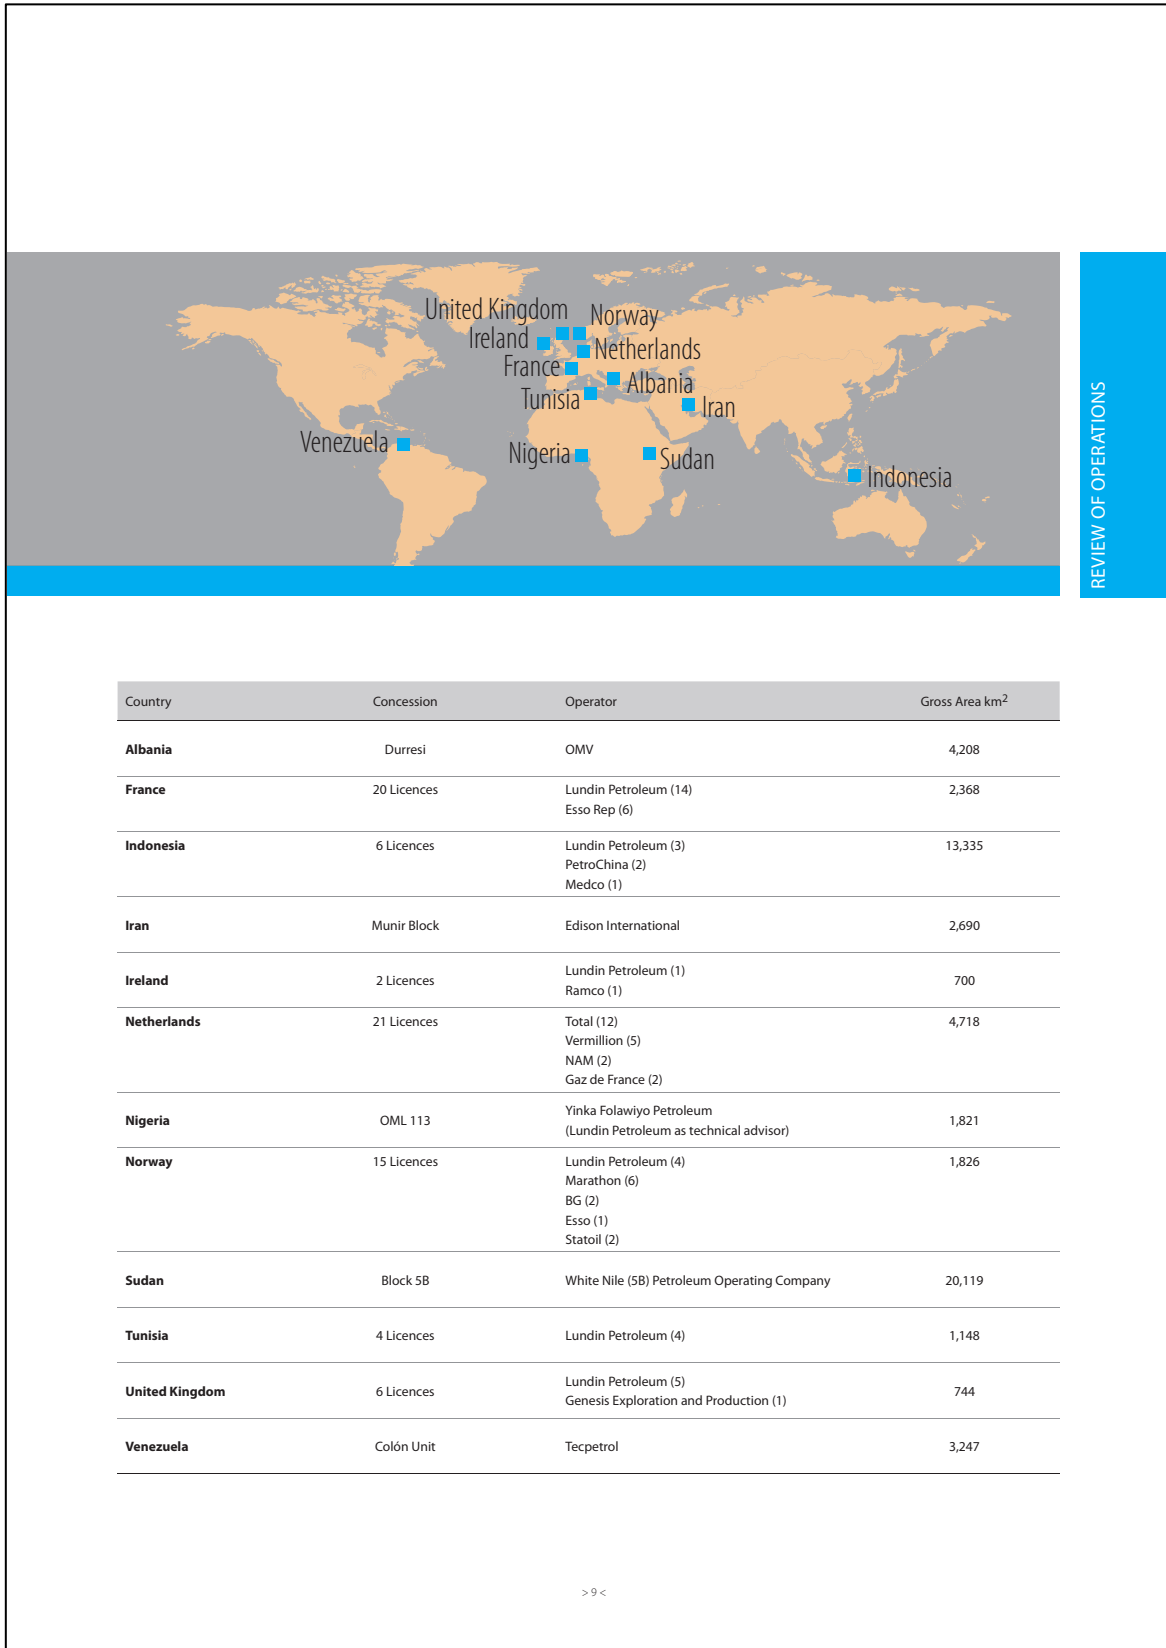 United Kingdom
Norway
Ireland
Netherlands
France
Albania
Tunisia
Iran
Venezuela
Nigeria
Sudan
Indonesia
REVIEW OF OPERATIONS
Country Concession Operator Gross Area km2
Albania Durresi OMV 4,208
France 20 Licences Lundin Petroleum (14) 2,368
Esso Rep (6)
Indonesia 6 Licences Lundin Petroleum (3) 13,335
PetroChina (2)
Medco (1)
Iran Munir Block Edison International 2,690
Lundin Petroleum (1)
Ireland 2 Licences 700
Ramco (1)
Netherlands 21 Licences Total (12) 4,718
Vermillion (5)
NAM (2)
Gaz de France (2)
Yinka Folawiyo Petroleum
Nigeria OML 113 1,821
(Lundin Petroleum as technical advisor)
Norway 15 Licences Lundin Petroleum (4) 1,826
Marathon (6)
BG (2)
Esso (1)
Statoil (2)
Sudan Block 5B White Nile (5B) Petroleum Operating Company 20,119
Tunisia 4 Licences Lundin Petroleum (4) 1,148
Lundin Petroleum (5)
United Kingdom 6 Licences 744
Genesis Exploration and Production (1)
Venezuela Colón Unit Tecpetrol 3,247
> 9 <